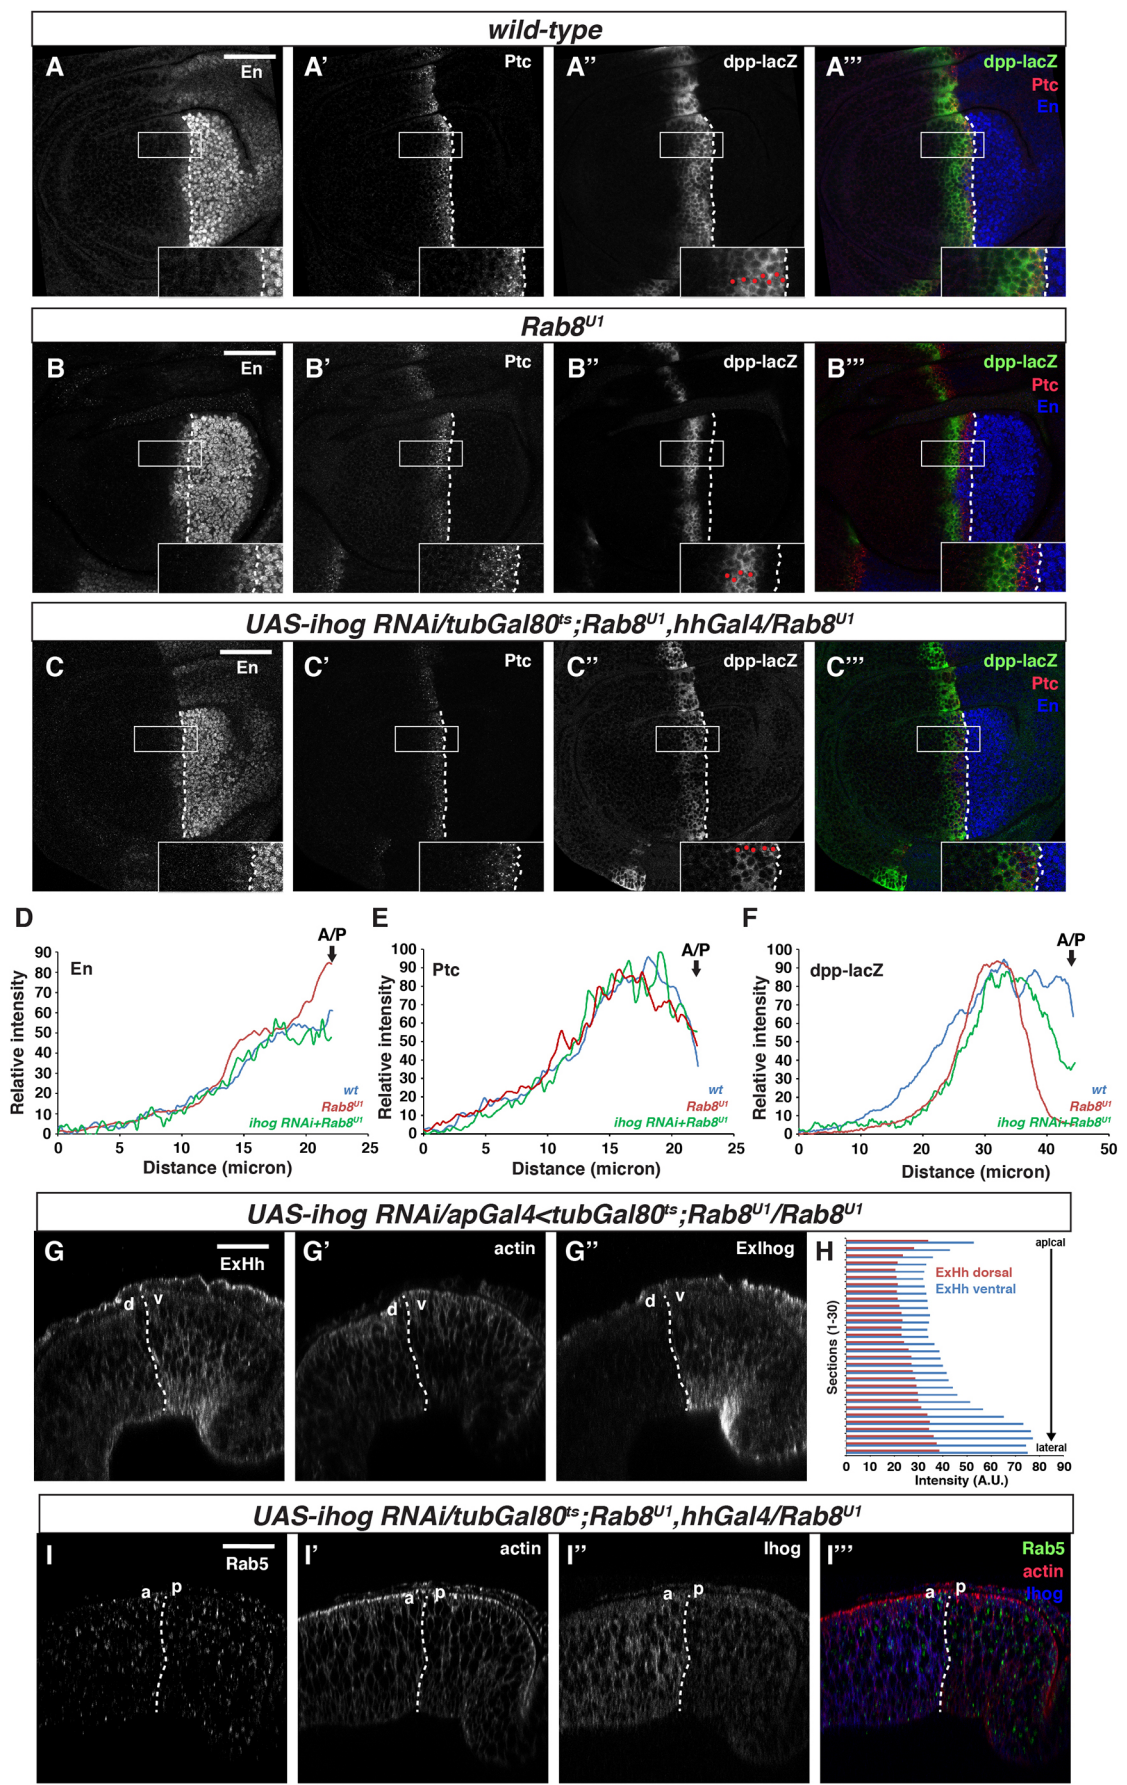 wild-type
A En
A' Ptc
A'' dpp-lacZ
A''' dpp-lacZ
Ptc
En
Rab8ᵁ¹
B En
B' Ptc
B'' dpp-lacZ
B''' dpp-lacZ
Ptc
En
UAS-ihog RNAi/tubGal80ᵗˢ;Rab8ᵁ¹,hhGal4/Rab8ᵁ¹
C En
C' Ptc
C'' dpp-lacZ
C''' dpp-lacZ
Ptc
En
D
En
A/P
Relative intensity
90
80
70
60
50
40
30
20
10
0
wt
Rab8ᵁ¹
ihog RNAi+Rab8ᵁ¹
0 5 10 15 20 25
Distance (micron)
E
Ptc
A/P
Relative intensity
100
90
80
70
60
50
40
30
20
10
0
wt
Rab8ᵁ¹
ihog RNAi+Rab8ᵁ¹
0 5 10 15 20 25
Distance (micron)
F
dpp-lacZ
A/P
Relative intensity
100
90
80
70
60
50
40
30
20
10
0
wt
Rab8ᵁ¹
ihog RNAi+Rab8ᵁ¹
0 10 20 30 40 50
Distance (micron)
UAS-ihog RNAi/apGal4<tubGal80ᵗˢ;Rab8ᵁ¹/Rab8ᵁ¹
G ExHh
d v
G' actin
d v
G'' ExIhog
d v
H
apical
ExHh dorsal
ExHh ventral
Sections (1-30)
lateral
0 10 20 30 40 50 60 70 80 90
Intensity (A.U.)
UAS-ihog RNAi/tubGal80ᵗˢ;Rab8ᵁ¹,hhGal4/Rab8ᵁ¹
I Rab5
a p
I' actin
a p
I'' Ihog
a p
I''' Rab5
actin
Ihog
a p